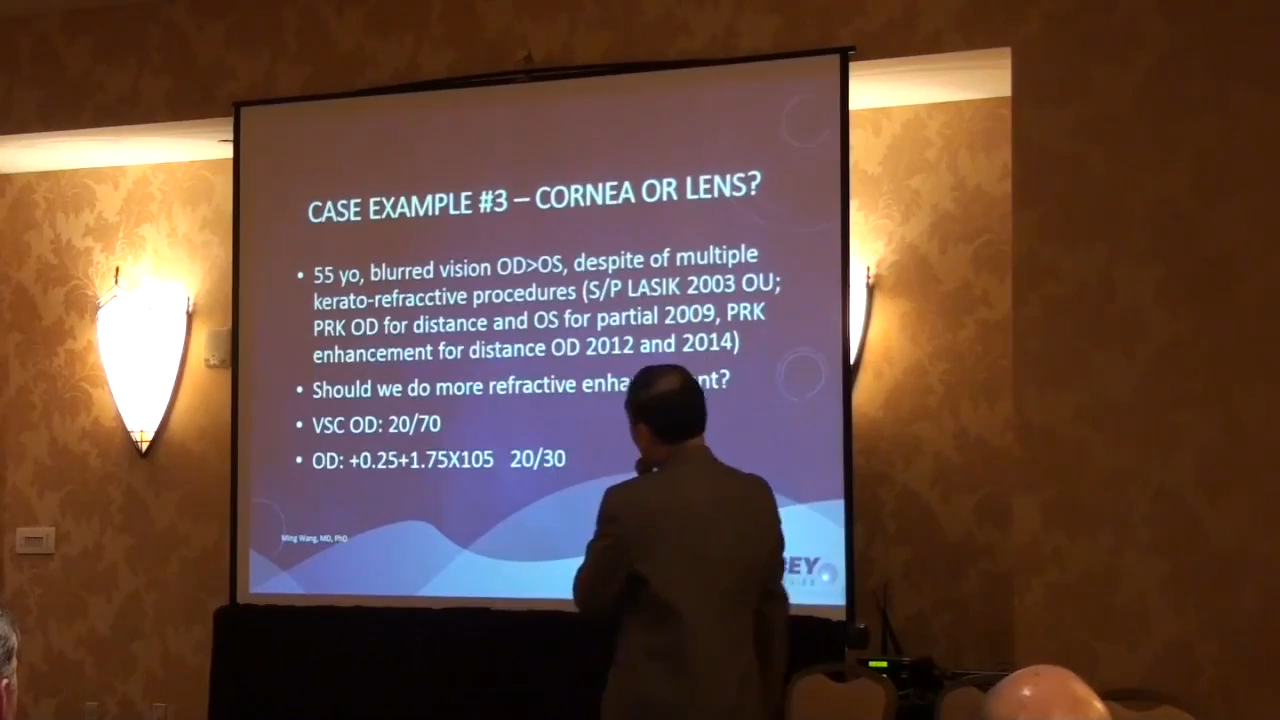 CASE EXAMPLE #3 – CORNEA OR LENS?
• 55 yo, blurred vision OD>OS, despite of multiple
kerato-refracctive procedures (S/P LASIK 2003 OU;
PRK OD for distance and OS for partial 2009, PRK
enhancement for distance OD 2012 and 2014)
• Should we do more refractive enha nt?
• VSC OD: 20/70
• OD: +0.25+1.75X105 20/30
Ming Wang, MD, PhD